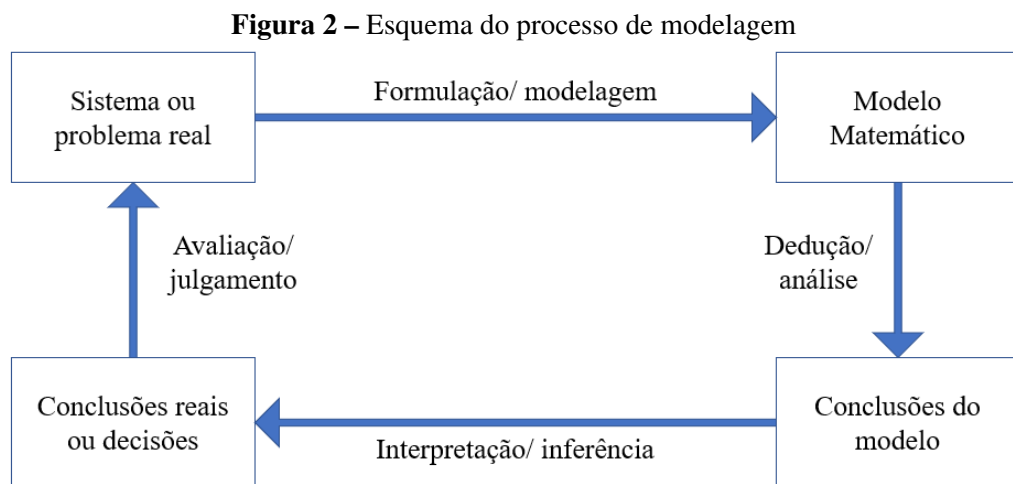 Figura 2 – Esquema do processo de modelagem
Sistema ou
problema real
Formulação/ modelagem
Modelo
Matemático
Avaliação/
julgamento
Dedução/
análise
Conclusões reais
ou decisões
Interpretação/ inferência
Conclusões do
modelo